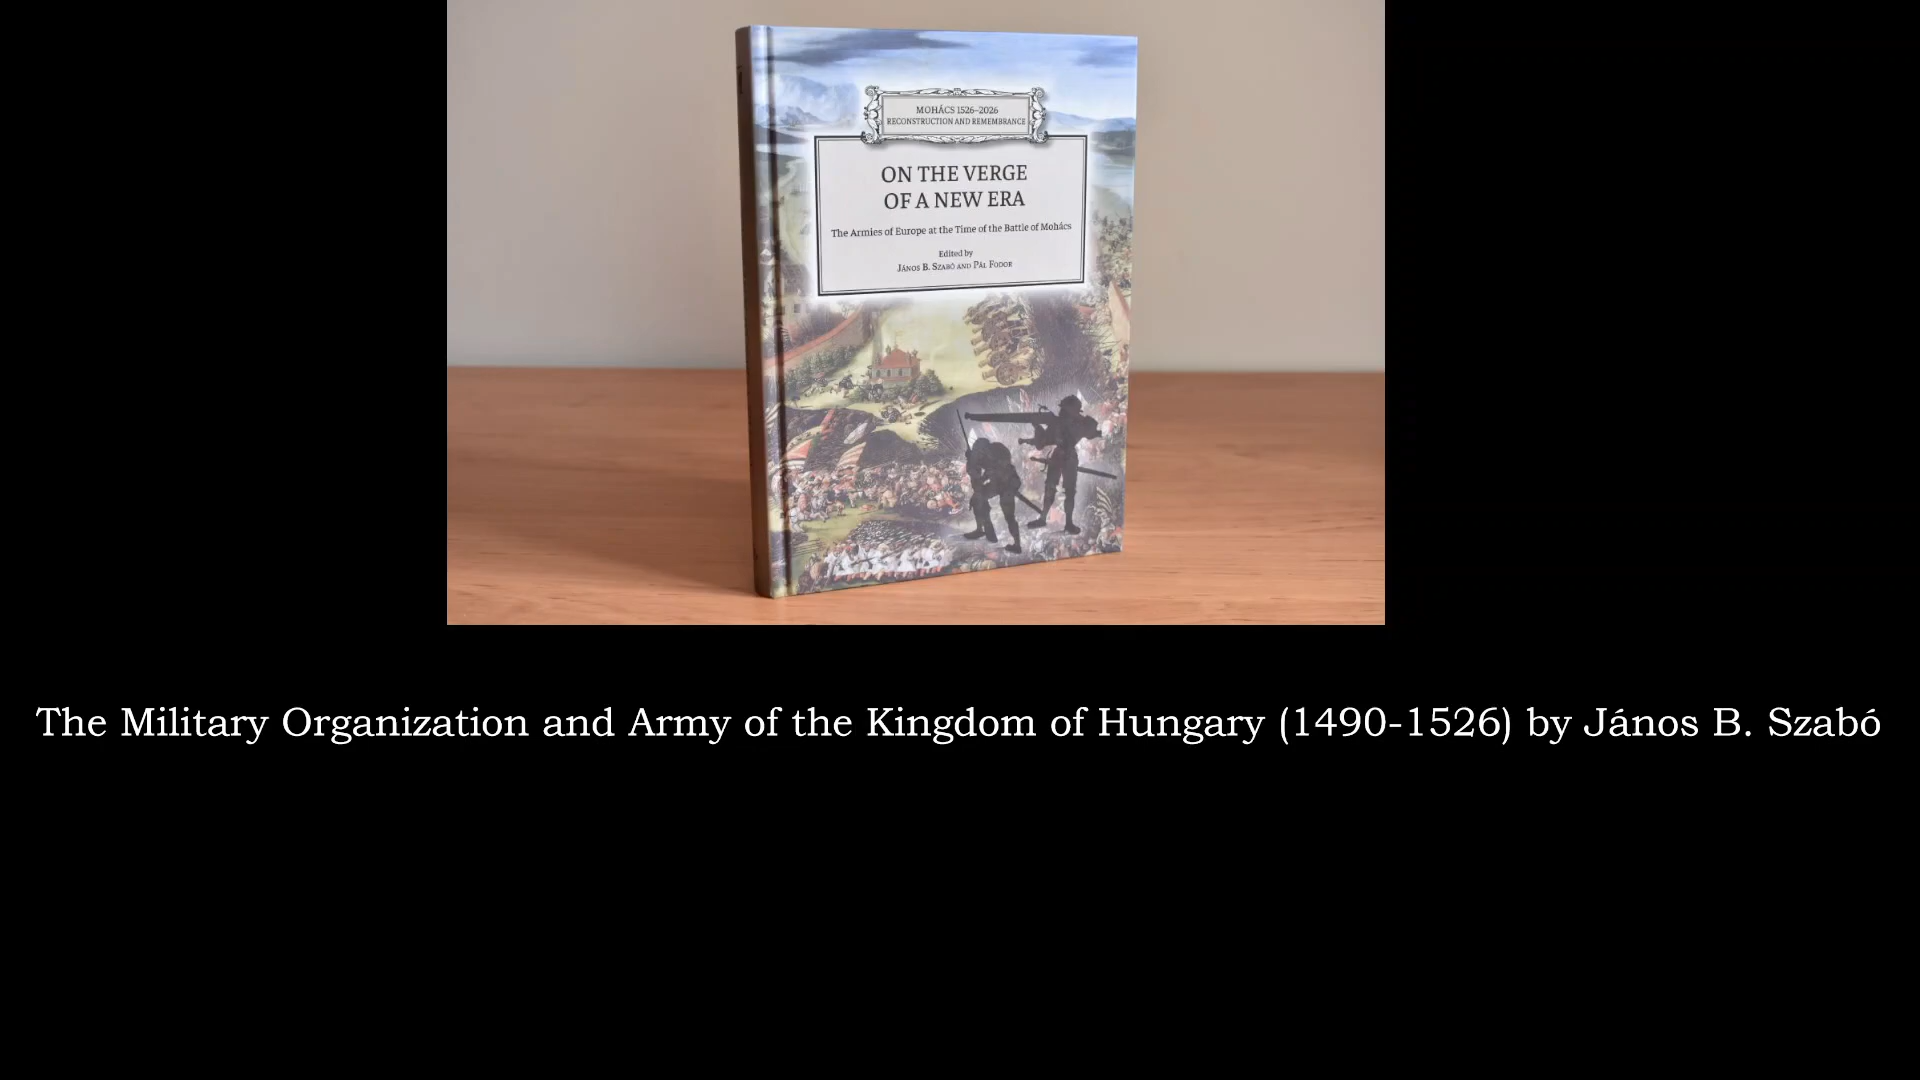 MOHÁCS 1526–2026
RECONSTRUCTION AND REMEMBRANCE
ON THE VERGE
OF A NEW ERA
The Armies of Europe at the Time of the Battle of Mohács
Edited by
JÁNOS B. SZABÓ AND PÁL FODOR
The Military Organization and Army of the Kingdom of Hungary (1490-1526) by János B. Szabó